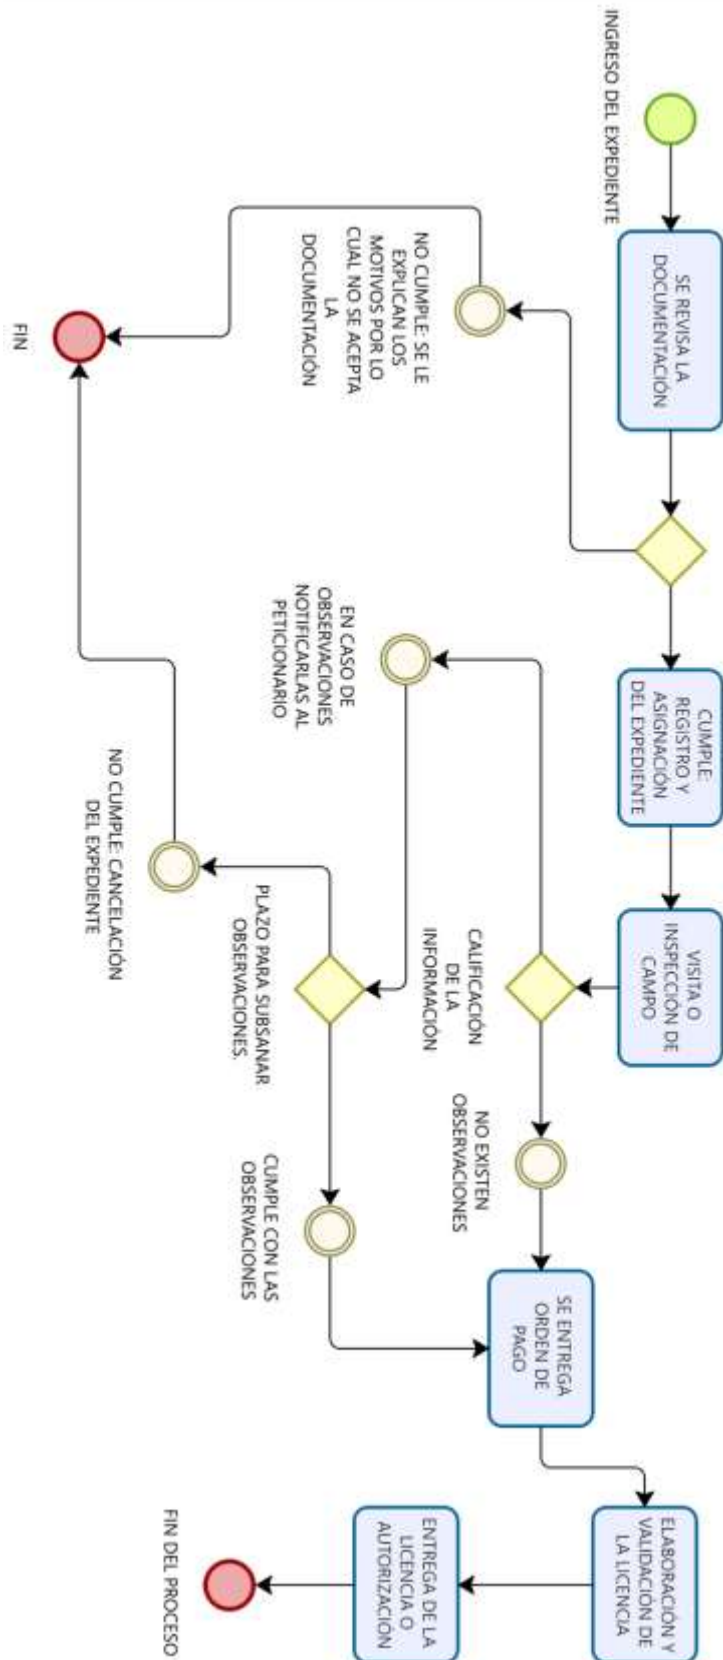 INGRESO DEL EXPEDIENTE
SE REVISA LA
DOCUMENTACIÓN
NO CUMPLE: SE LE
EXPLICAN LOS
MOTIVOS POR LO
CUAL NO SE ACEPTA
LA
DOCUMENTACIÓN
FIN
CUMPLE:
REGISTRO Y
ASIGNACIÓN
DEL EXPEDIENTE
VISITA O
INSPECCIÓN DE
CAMPO
CALIFICACIÓN
DE LA
INFORMACIÓN
EN CASO DE
OBSERVACIONES
NOTIFICARLAS AL
PETICIONARIO
PLAZO PARA SUBSANAR
OBSERVACIONES.
NO CUMPLE: CANCELACIÓN
DEL EXPEDIENTE
NO EXISTEN
OBSERVACIONES
CUMPLE CON LAS
OBSERVACIONES
SE ENTREGA
ORDEN DE
PAGO
ELABORACIÓN Y
VALIDACIÓN DE
LA LICENCIA
ENTREGA DE LA
LICENCIA O
AUTORIZACIÓN
FIN DEL PROCESO